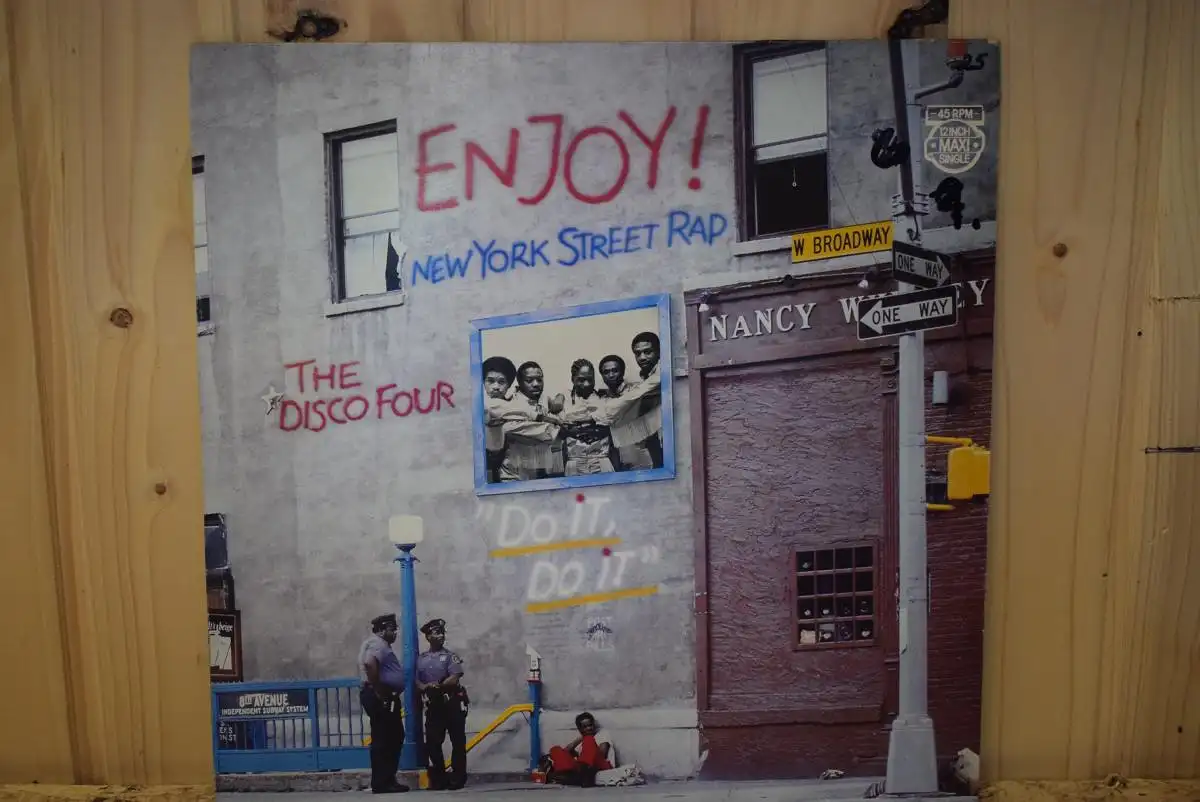 ENJOY!
NEW YORK STREET RAP
-45 RPM-
12 INCH
MAXI
SINGLE
W BROADWAY
ONE WAY
ONE WAY
NANCY W
EY
THE
DISCO FOUR
"DO iT,
DO iT"
8TH AVENUE
INDEPENDENT SUBWAY SYSTEM